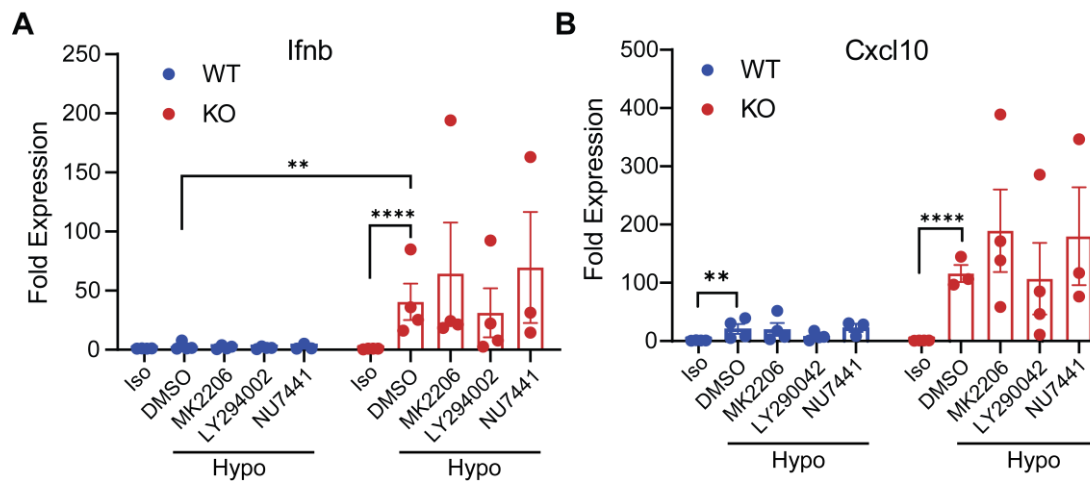 A
Ifnb
WT
KO
Fold Expression
250
200
150
100
50
0
**
****
Iso
DMSO
MK2206
LY294002
NU7441
Hypo
Iso
DMSO
MK2206
LY294002
NU7441
Hypo
B
Cxcl10
WT
KO
Fold Expression
500
400
300
200
100
0
**
****
Iso
DMSO
MK2206
LY290042
NU7441
Hypo
Iso
DMSO
MK2206
LY290042
NU7441
Hypo